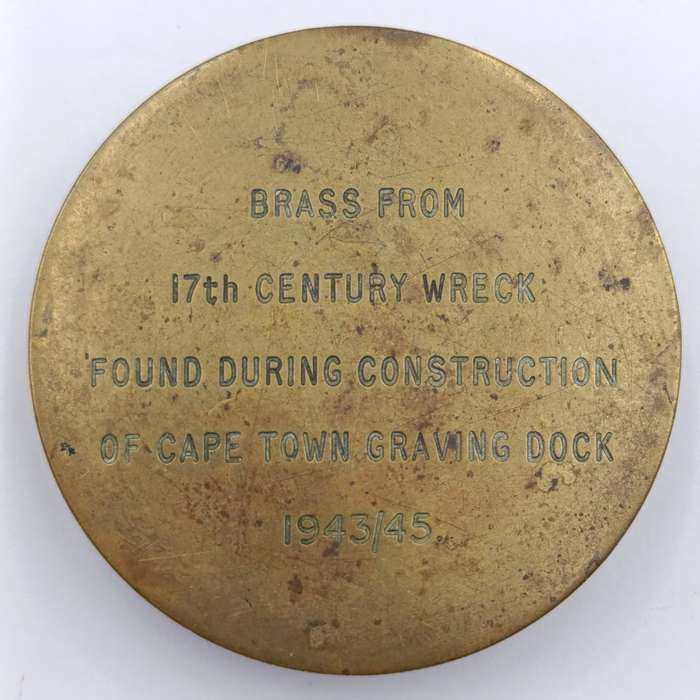 BRASS FROM
17th CENTURY WRECK
FOUND DURING CONSTRUCTION
OF CAPE TOWN GRAVING DOCK
1943/45